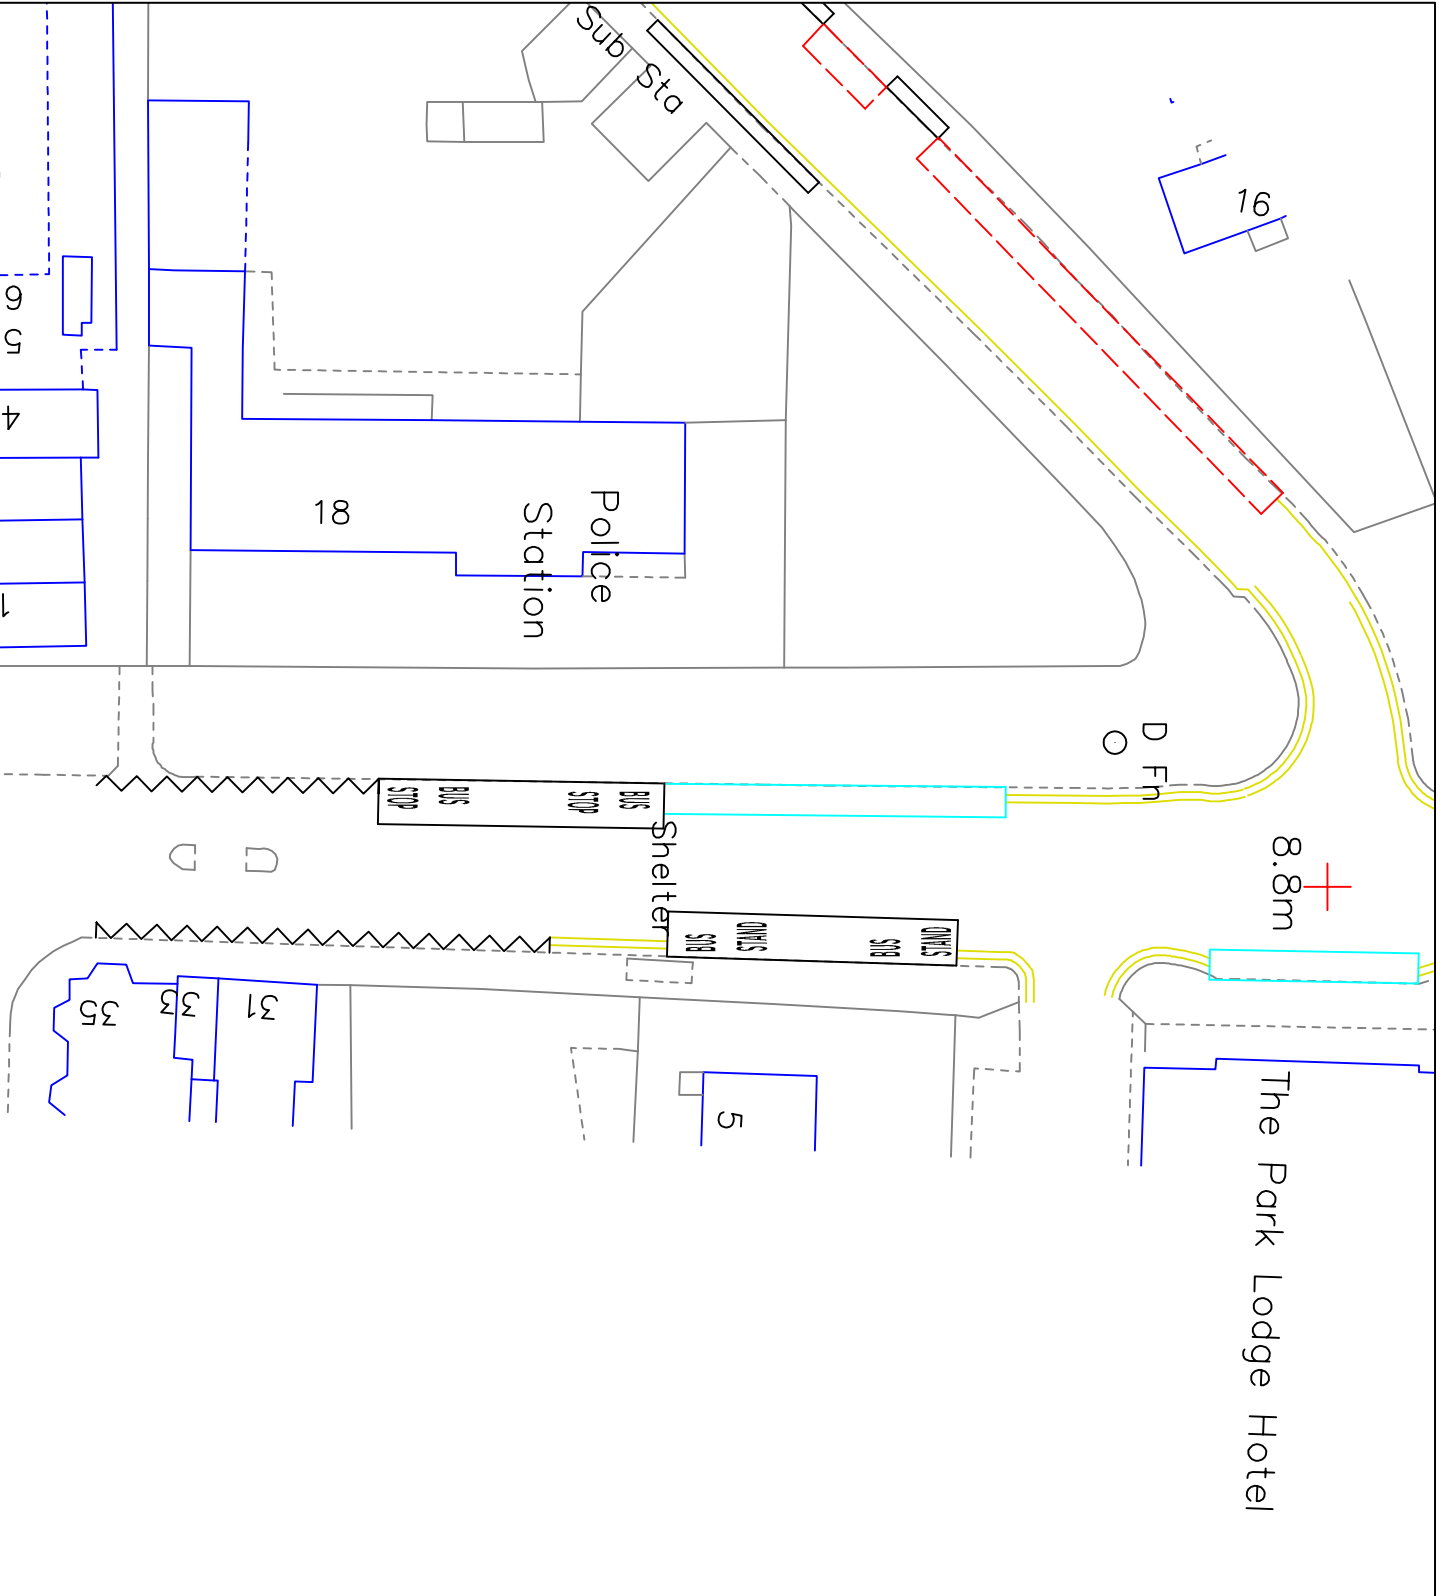 Sub Sta
16
6
5
4
18
Police
Station
1
D Fn
BUS
STOP
BUS
STOP
Shelter
8.8m
BUS
STAND
BUS
STAND
35
33
31
5
The Park Lodge Hotel